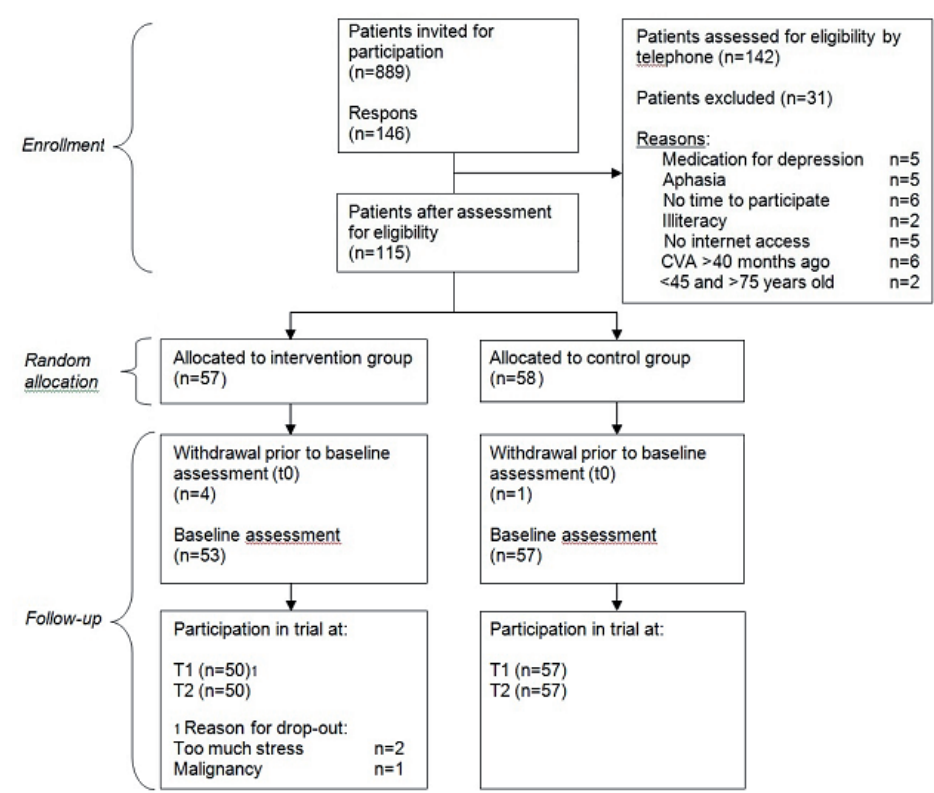 Enrollment
Patients invited for
participation
(n=889)
Respons
(n=146)
Patients assessed for eligibility by
telephone (n=142)
Patients excluded (n=31)
Reasons:
Medication for depression n=5
Aphasia n=5
No time to participate n=6
Illiteracy n=2
No internet access n=5
CVA >40 months ago n=6
<45 and >75 years old n=2
Patients after assessment
for eligibility
(n=115)
Random
allocation
Allocated to intervention group
(n=57)
Allocated to control group
(n=58)
Follow-up
Withdrawal prior to baseline
assessment (t0)
(n=4)
Baseline assessment
(n=53)
Withdrawal prior to baseline
assessment (t0)
(n=1)
Baseline assessment
(n=57)
Participation in trial at:
T1 (n=50)1
T2 (n=50)
1 Reason for drop-out:
Too much stress n=2
Malignancy n=1
Participation in trial at:
T1 (n=57)
T2 (n=57)